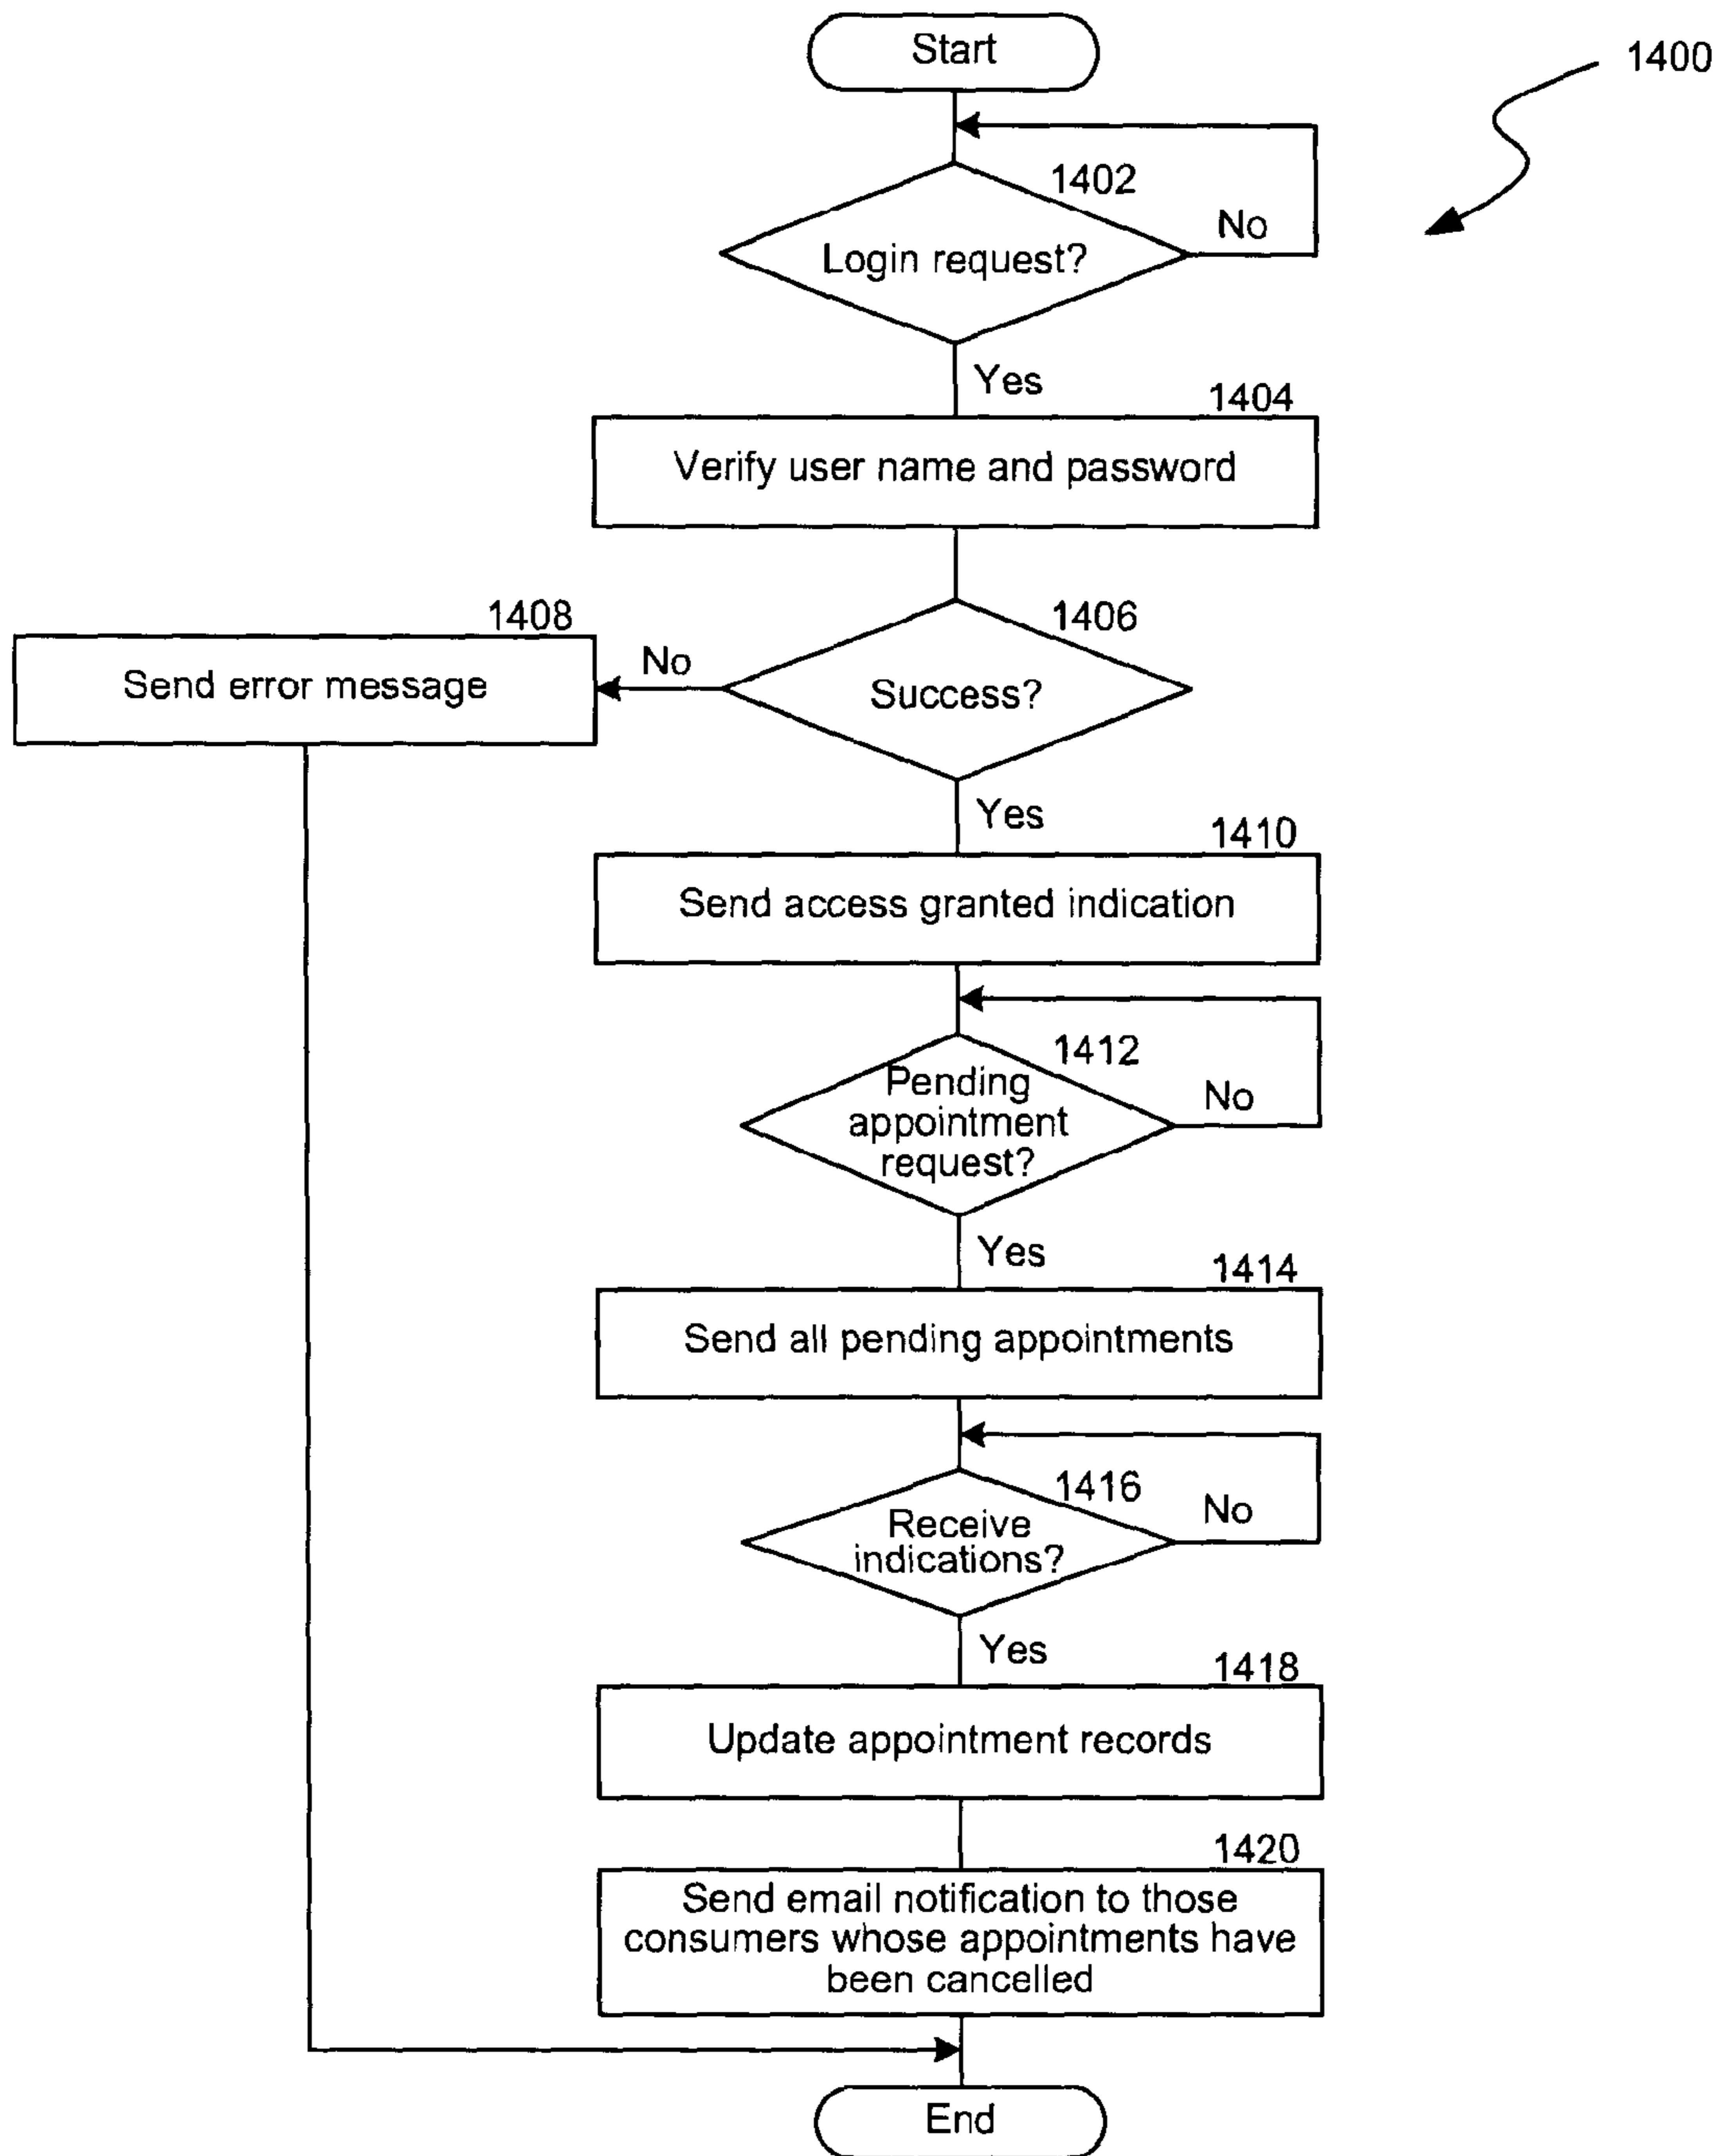 Start
1400
1402
No
Login request?
Yes
1404
Verify user name and password
1408
1406
No
Send error message
Success?
Yes
1410
Send access granted indication
1412
Pending
appointment
request?
No
Yes
1414
Send all pending appointments
1416
No
Receive
indications?
Yes
1418
Update appointment records
1420
Send email notification to those
consumers whose appointments have
been cancelled
End